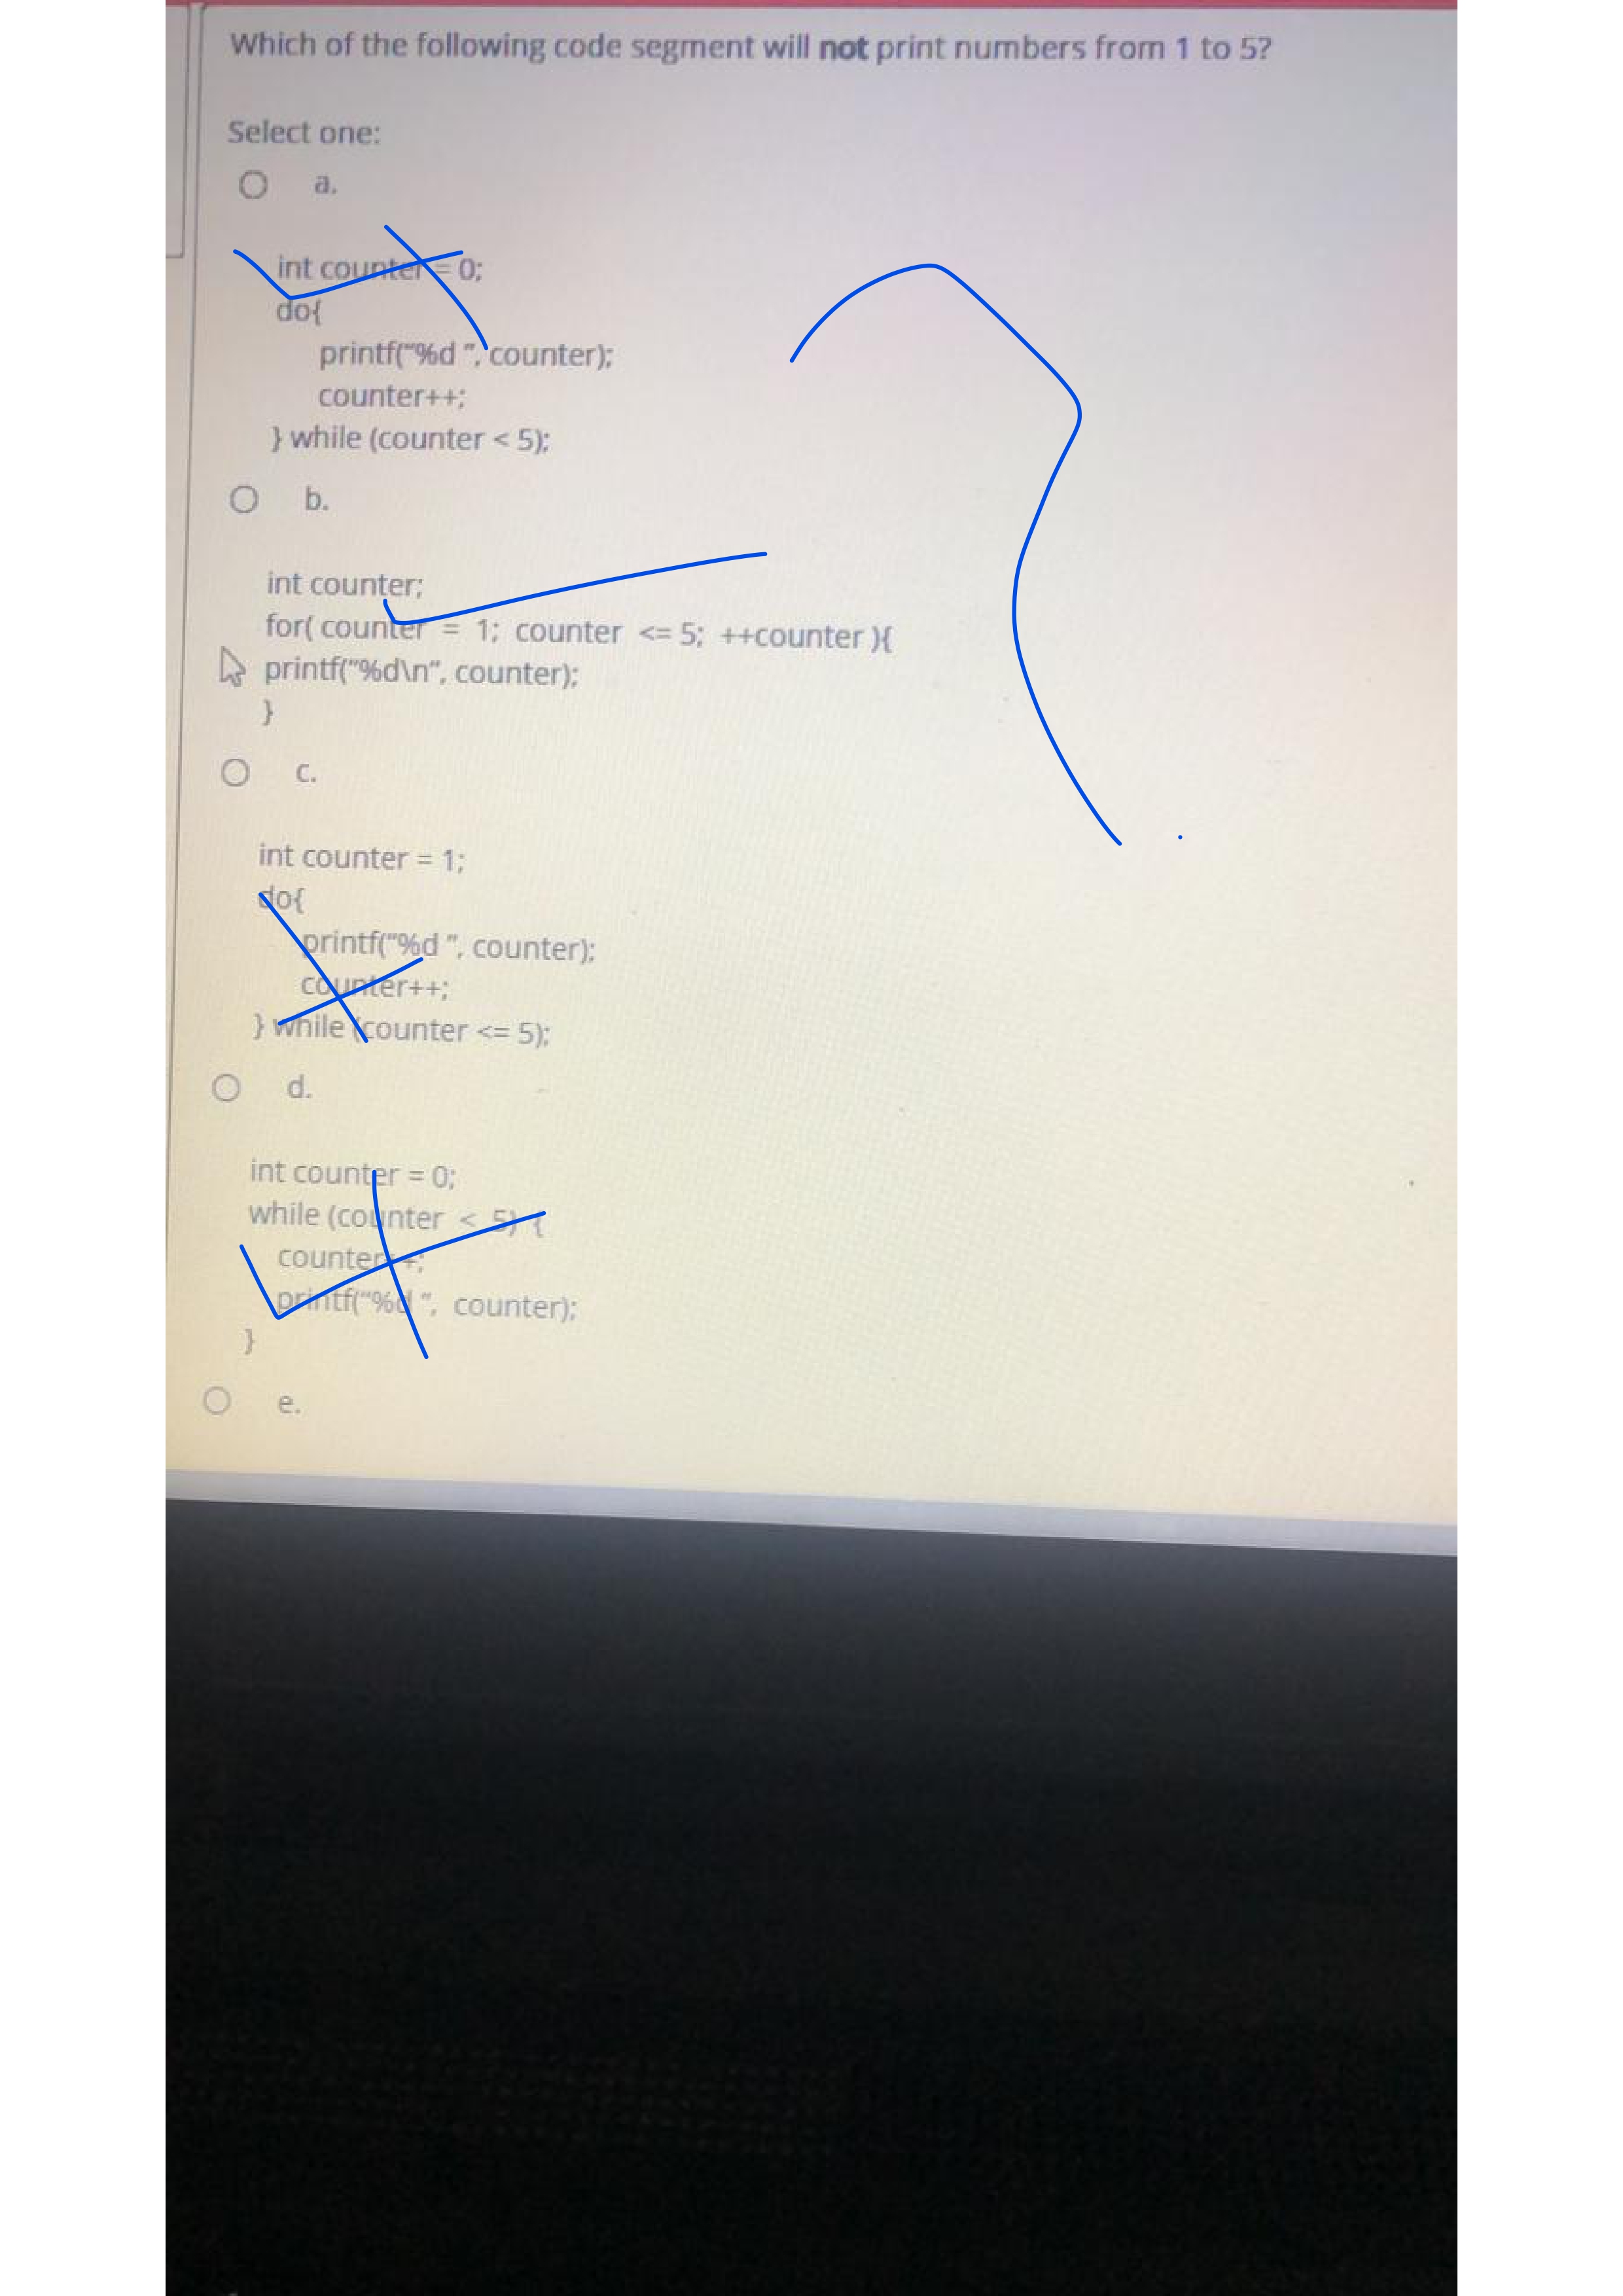 Which of the following code segment will not print numbers from 1 to 5?
Select one:
a.
int counter = 0;
do{
printf("%d ", counter);
counter++;
} while (counter < 5);
b.
int counter;
for( counter = 1; counter <= 5; ++counter ){
printf("%d\n", counter);
}
c.
int counter = 1;
do{
printf("%d ", counter);
counter++;
} while (counter <= 5);
d.
int counter = 0;
while (counter < 5) {
counter++;
printf("%d ", counter);
}
e.